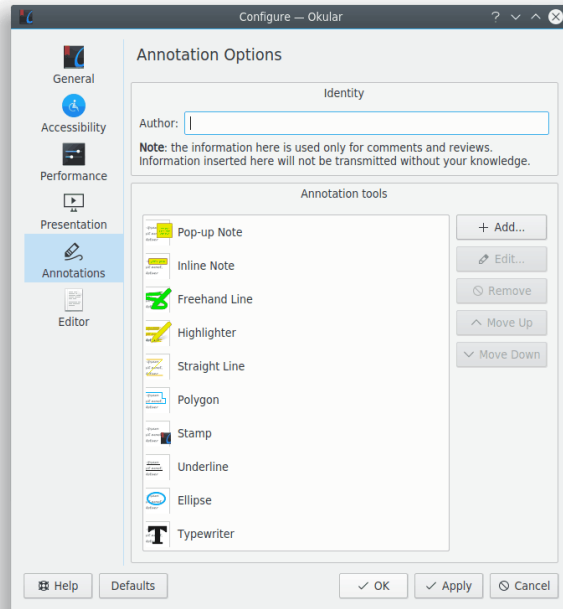 Configure — Okular
General
Accessibility
Performance
Presentation
Annotations
Editor
Annotation Options
Identity
Author:
Note: the information here is used only for comments and reviews.
Information inserted here will not be transmitted without your knowledge.
Annotation tools
Pop-up Note
Inline Note
Freehand Line
Highlighter
Straight Line
Polygon
Stamp
Underline
Ellipse
Typewriter
+ Add...
Edit...
Remove
Move Up
Move Down
Help
Defaults
OK
Apply
Cancel